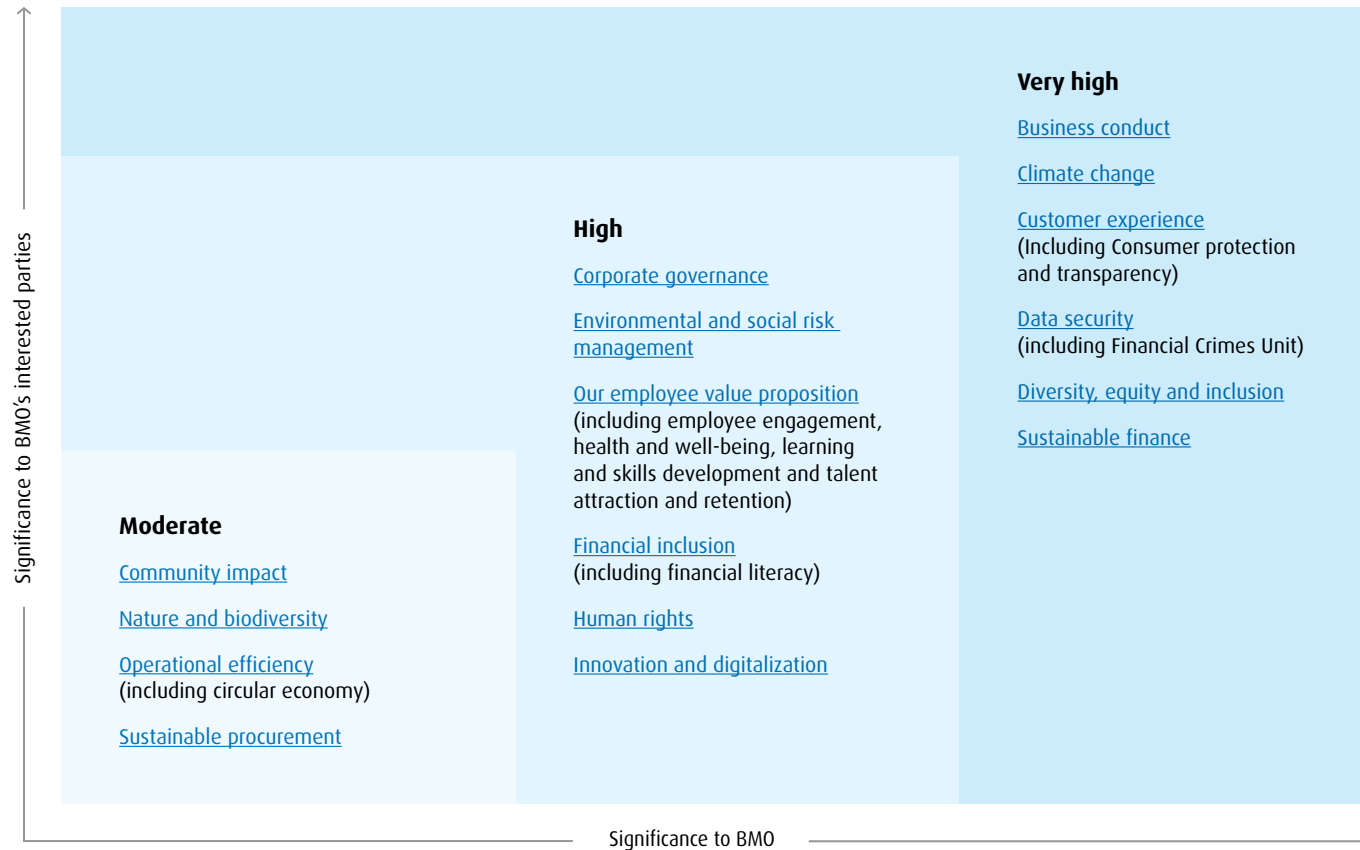 Significance to BMO's interested parties
Very high
Business conduct
Climate change
Customer experience
(Including Consumer protection
and transparency)
Data security
(including Financial Crimes Unit)
Diversity, equity and inclusion
Sustainable finance
High
Corporate governance
Environmental and social risk
management
Our employee value proposition
(including employee engagement,
health and well-being, learning
and skills development and talent
attraction and retention)
Financial inclusion
(including financial literacy)
Human rights
Innovation and digitalization
Moderate
Community impact
Nature and biodiversity
Operational efficiency
(including circular economy)
Sustainable procurement
Significance to BMO